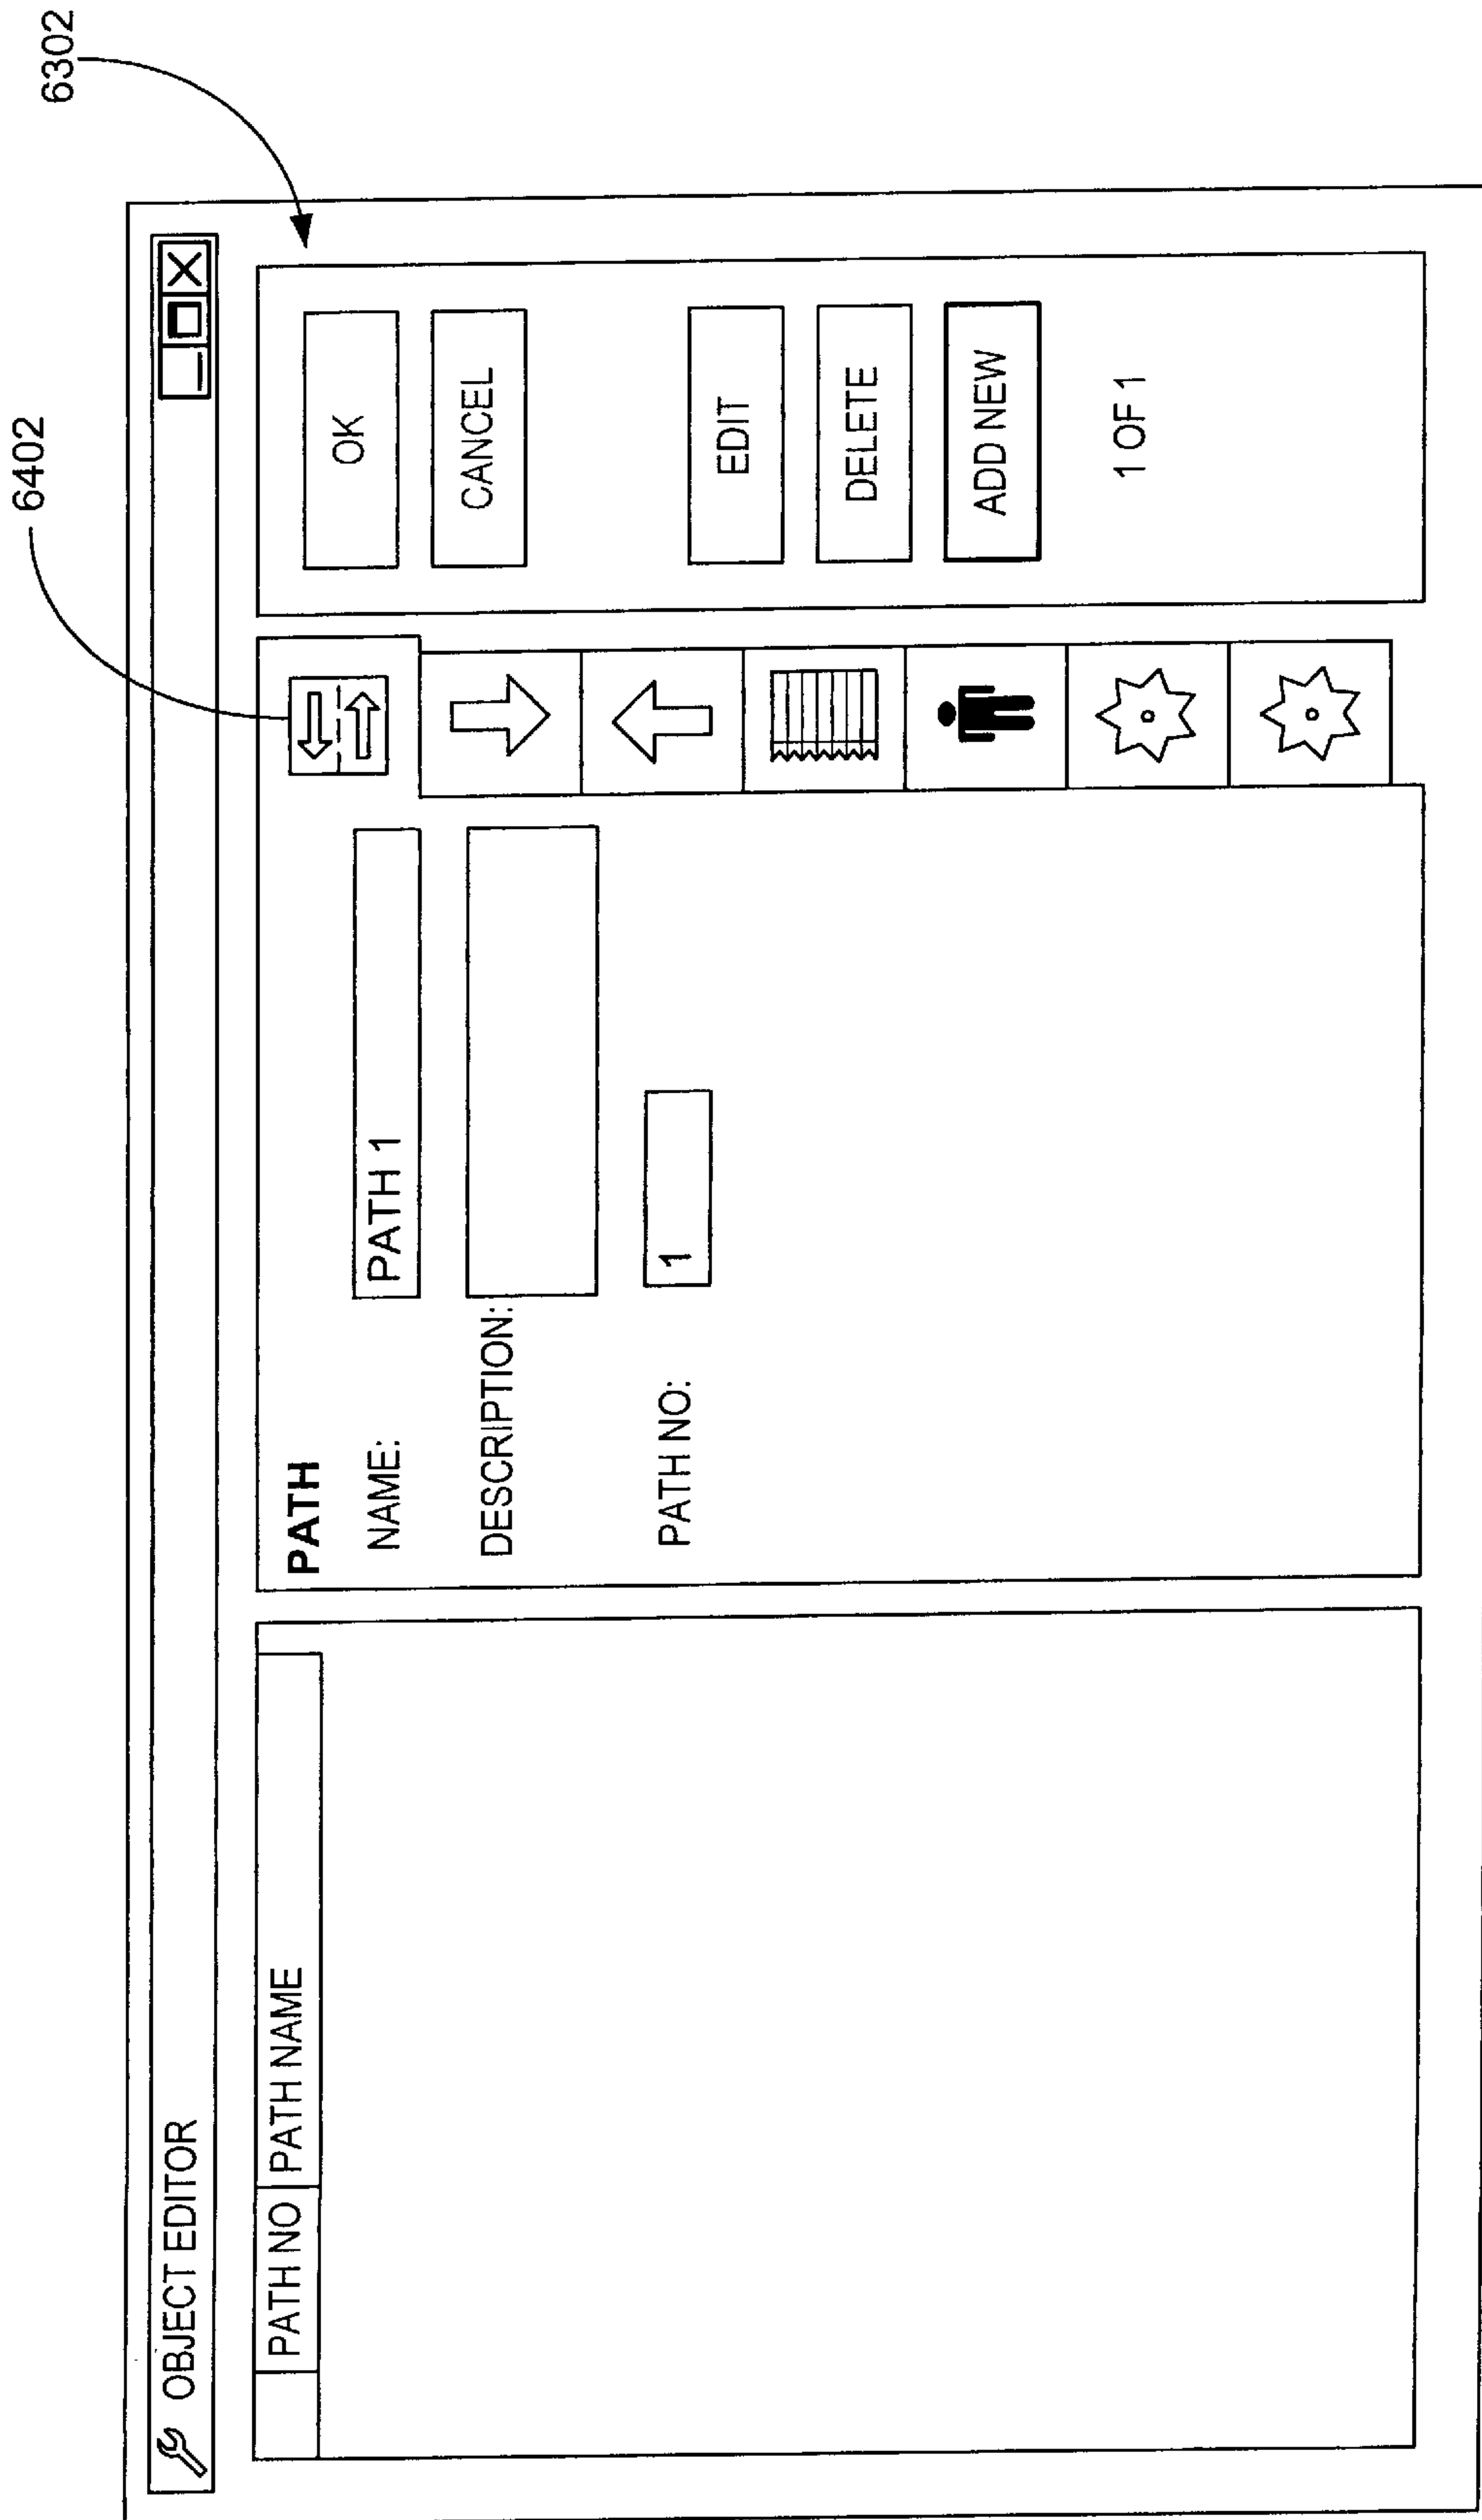 6302
6402
OBJECT EDITOR
PATH NO PATH NAME
PATH
NAME: PATH 1
DESCRIPTION:
PATH NO: 1
OK
CANCEL
EDIT
DELETE
ADD NEW
1 OF 1